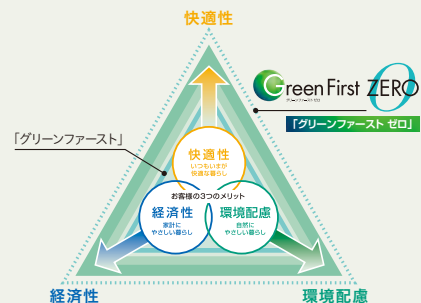 快適性
Green First ZERO
グリーンファースト ゼロ
「グリーンファースト ゼロ」
「グリーンファースト」
快適性
いつもいまが
快適な暮らし
お客様の3つのメリット
経済性
家計に
やさしい暮らし
環境配慮
自然に
やさしい暮らし
経済性
環境配慮